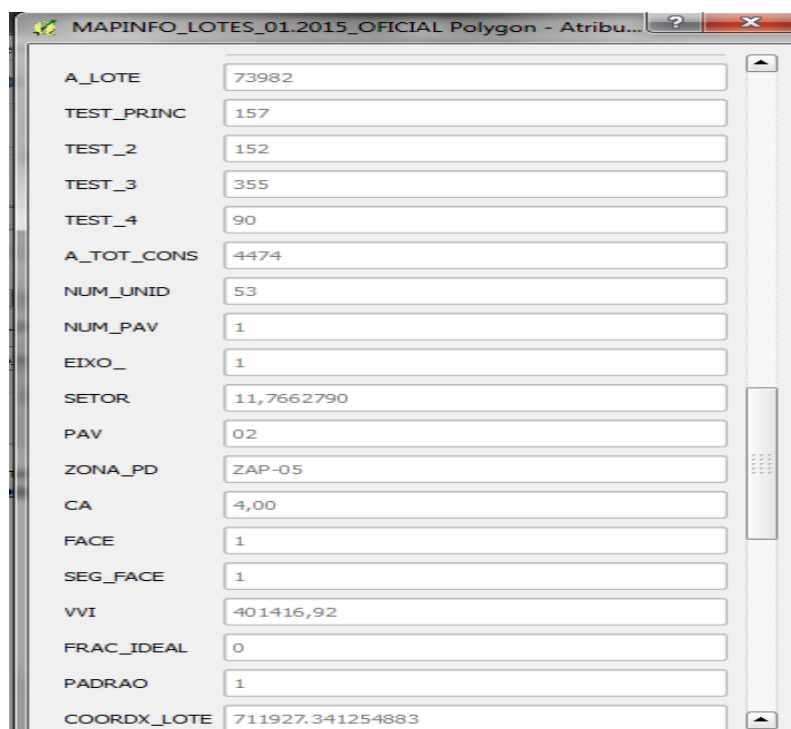 MAPINFO_LOTES_01.2015_OFICIAL Polygon - Atribu... ?
A_LOTE 73982
TEST_PRINC 157
TEST_2 152
TEST_3 355
TEST_4 90
A_TOT_CONS 4474
NUM_UNID 53
NUM_PAV 1
EIXO_ 1
SETOR 11,7662790
PAV 02
ZONA_PD ZAP-05
CA 4,00
FACE 1
SEG_FACE 1
VVI 401416,92
FRAC_IDEAL 0
PADRAO 1
COORDX_LOTE 711927.341254883